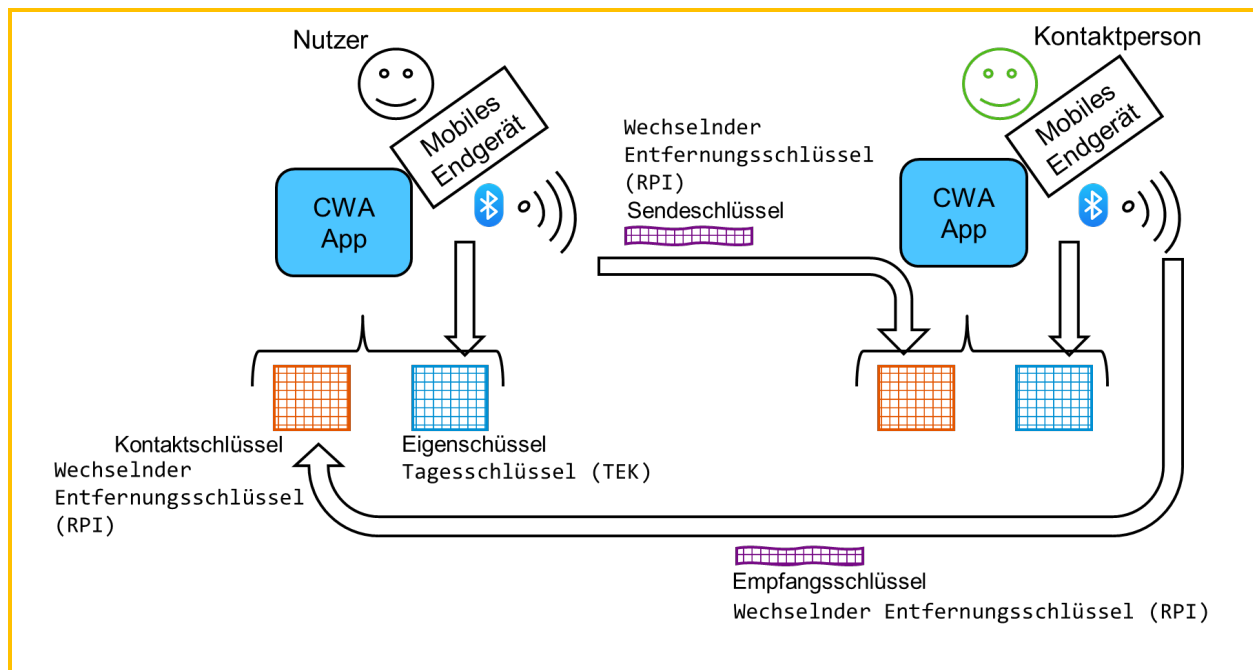 Nutzer
Mobiles
Endgerät
CWA
App
Wechselnder
Entfernungsschlüssel
(RPI)
Sendeschlüssel
Kontaktperson
Mobiles
Endgerät
CWA
App
Kontaktschlüssel
Wechselnder
Entfernungsschlüssel
(RPI)
Eigenschüssel
Tagesschlüssel (TEK)
Empfangsschlüssel
Wechselnder Entfernungsschlüssel (RPI)